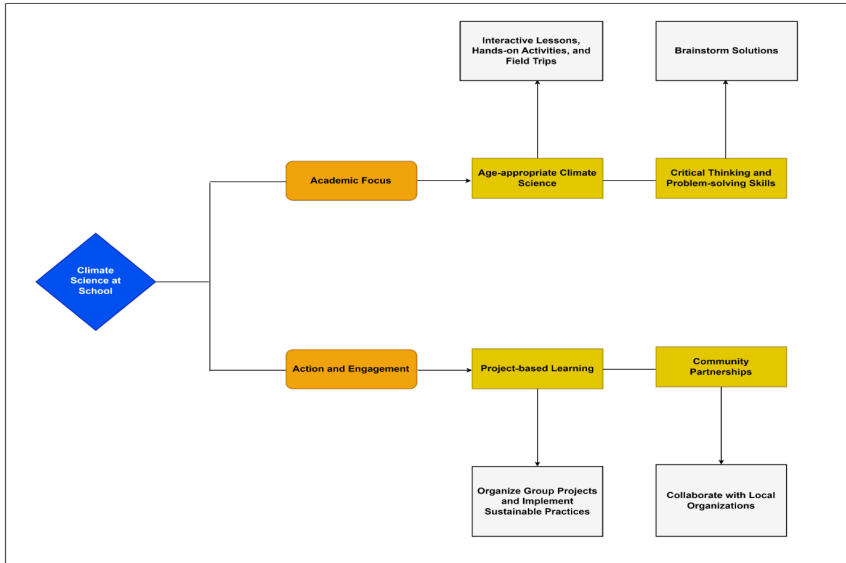 Interactive Lessons,
Hands-on Activities, and
Field Trips
Brainstorm Solutions
Academic Focus
Age-appropriate Climate
Science
Critical Thinking and
Problem-solving Skills
Climate
Science at
School
Action and Engagement
Project-based Learning
Community
Partnerships
Organize Group Projects
and Implement
Sustainable Practices
Collaborate with Local
Organizations